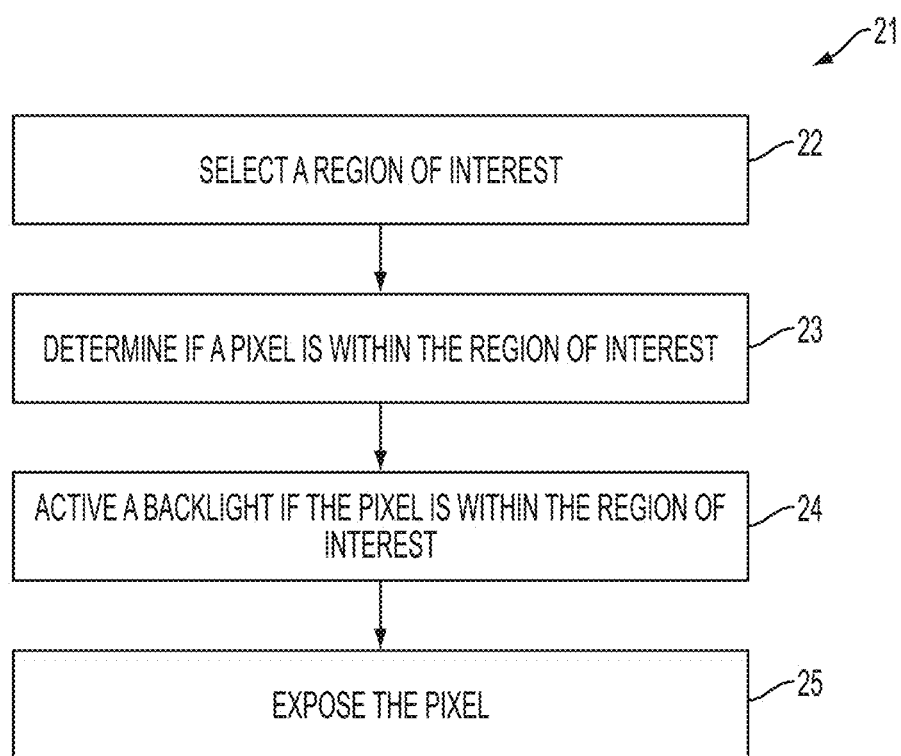 21
SELECT A REGION OF INTEREST
22
DETERMINE IF A PIXEL IS WITHIN THE REGION OF INTEREST
23
ACTIVE A BACKLIGHT IF THE PIXEL IS WITHIN THE REGION OF
INTEREST
24
EXPOSE THE PIXEL
25